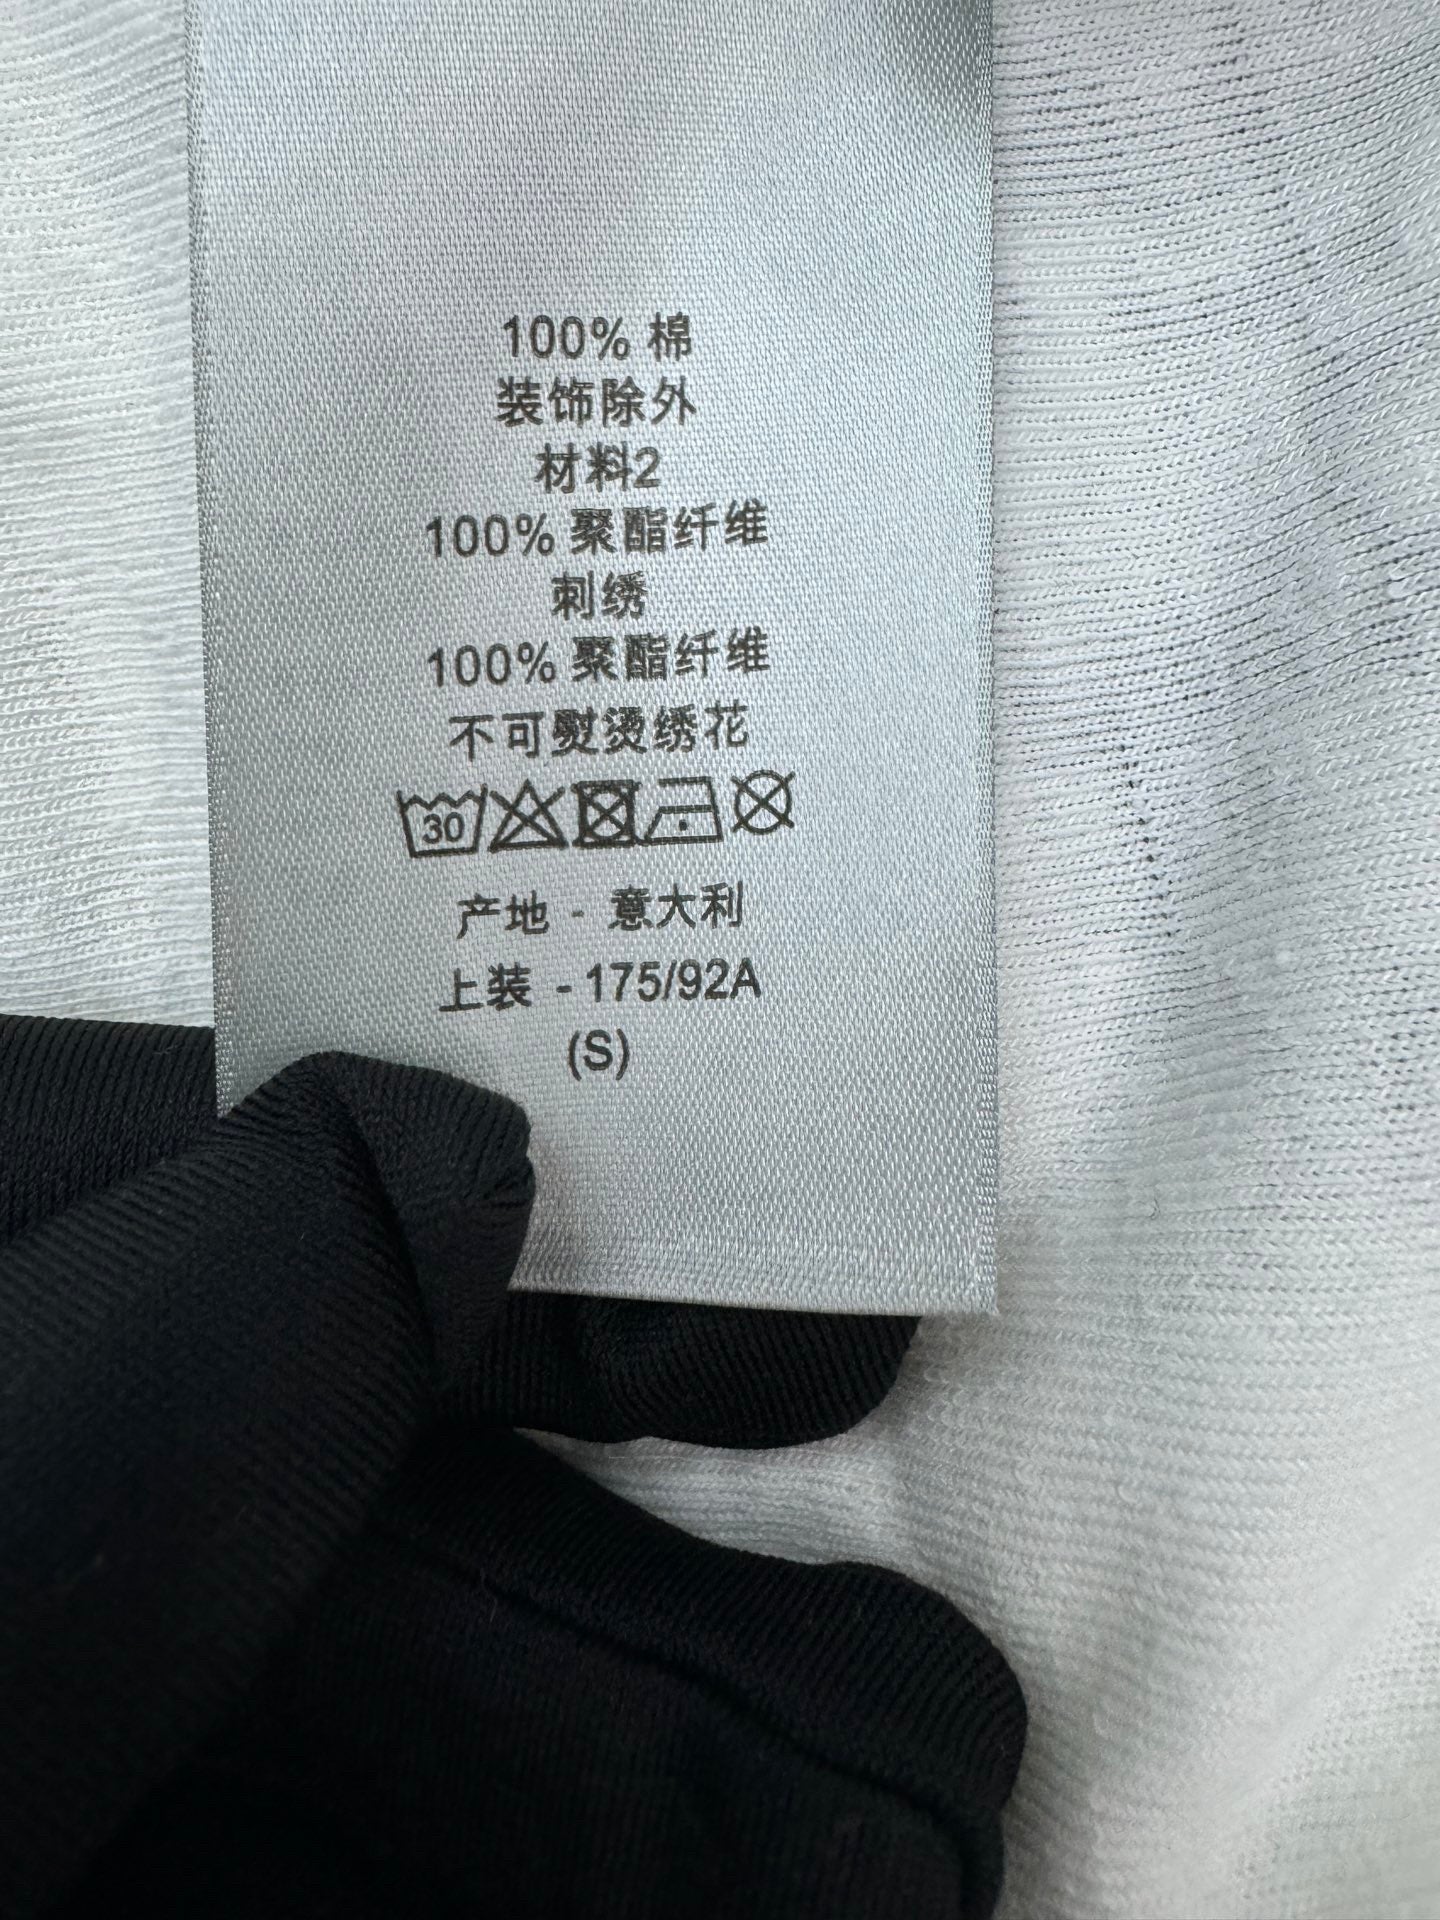 100% 棉
装饰除外
材料2
100% 聚酯纤维
刺绣
100% 聚酯纤维
不可熨烫绣花
30
产地 - 意大利
上装 - 175/92A
(S)